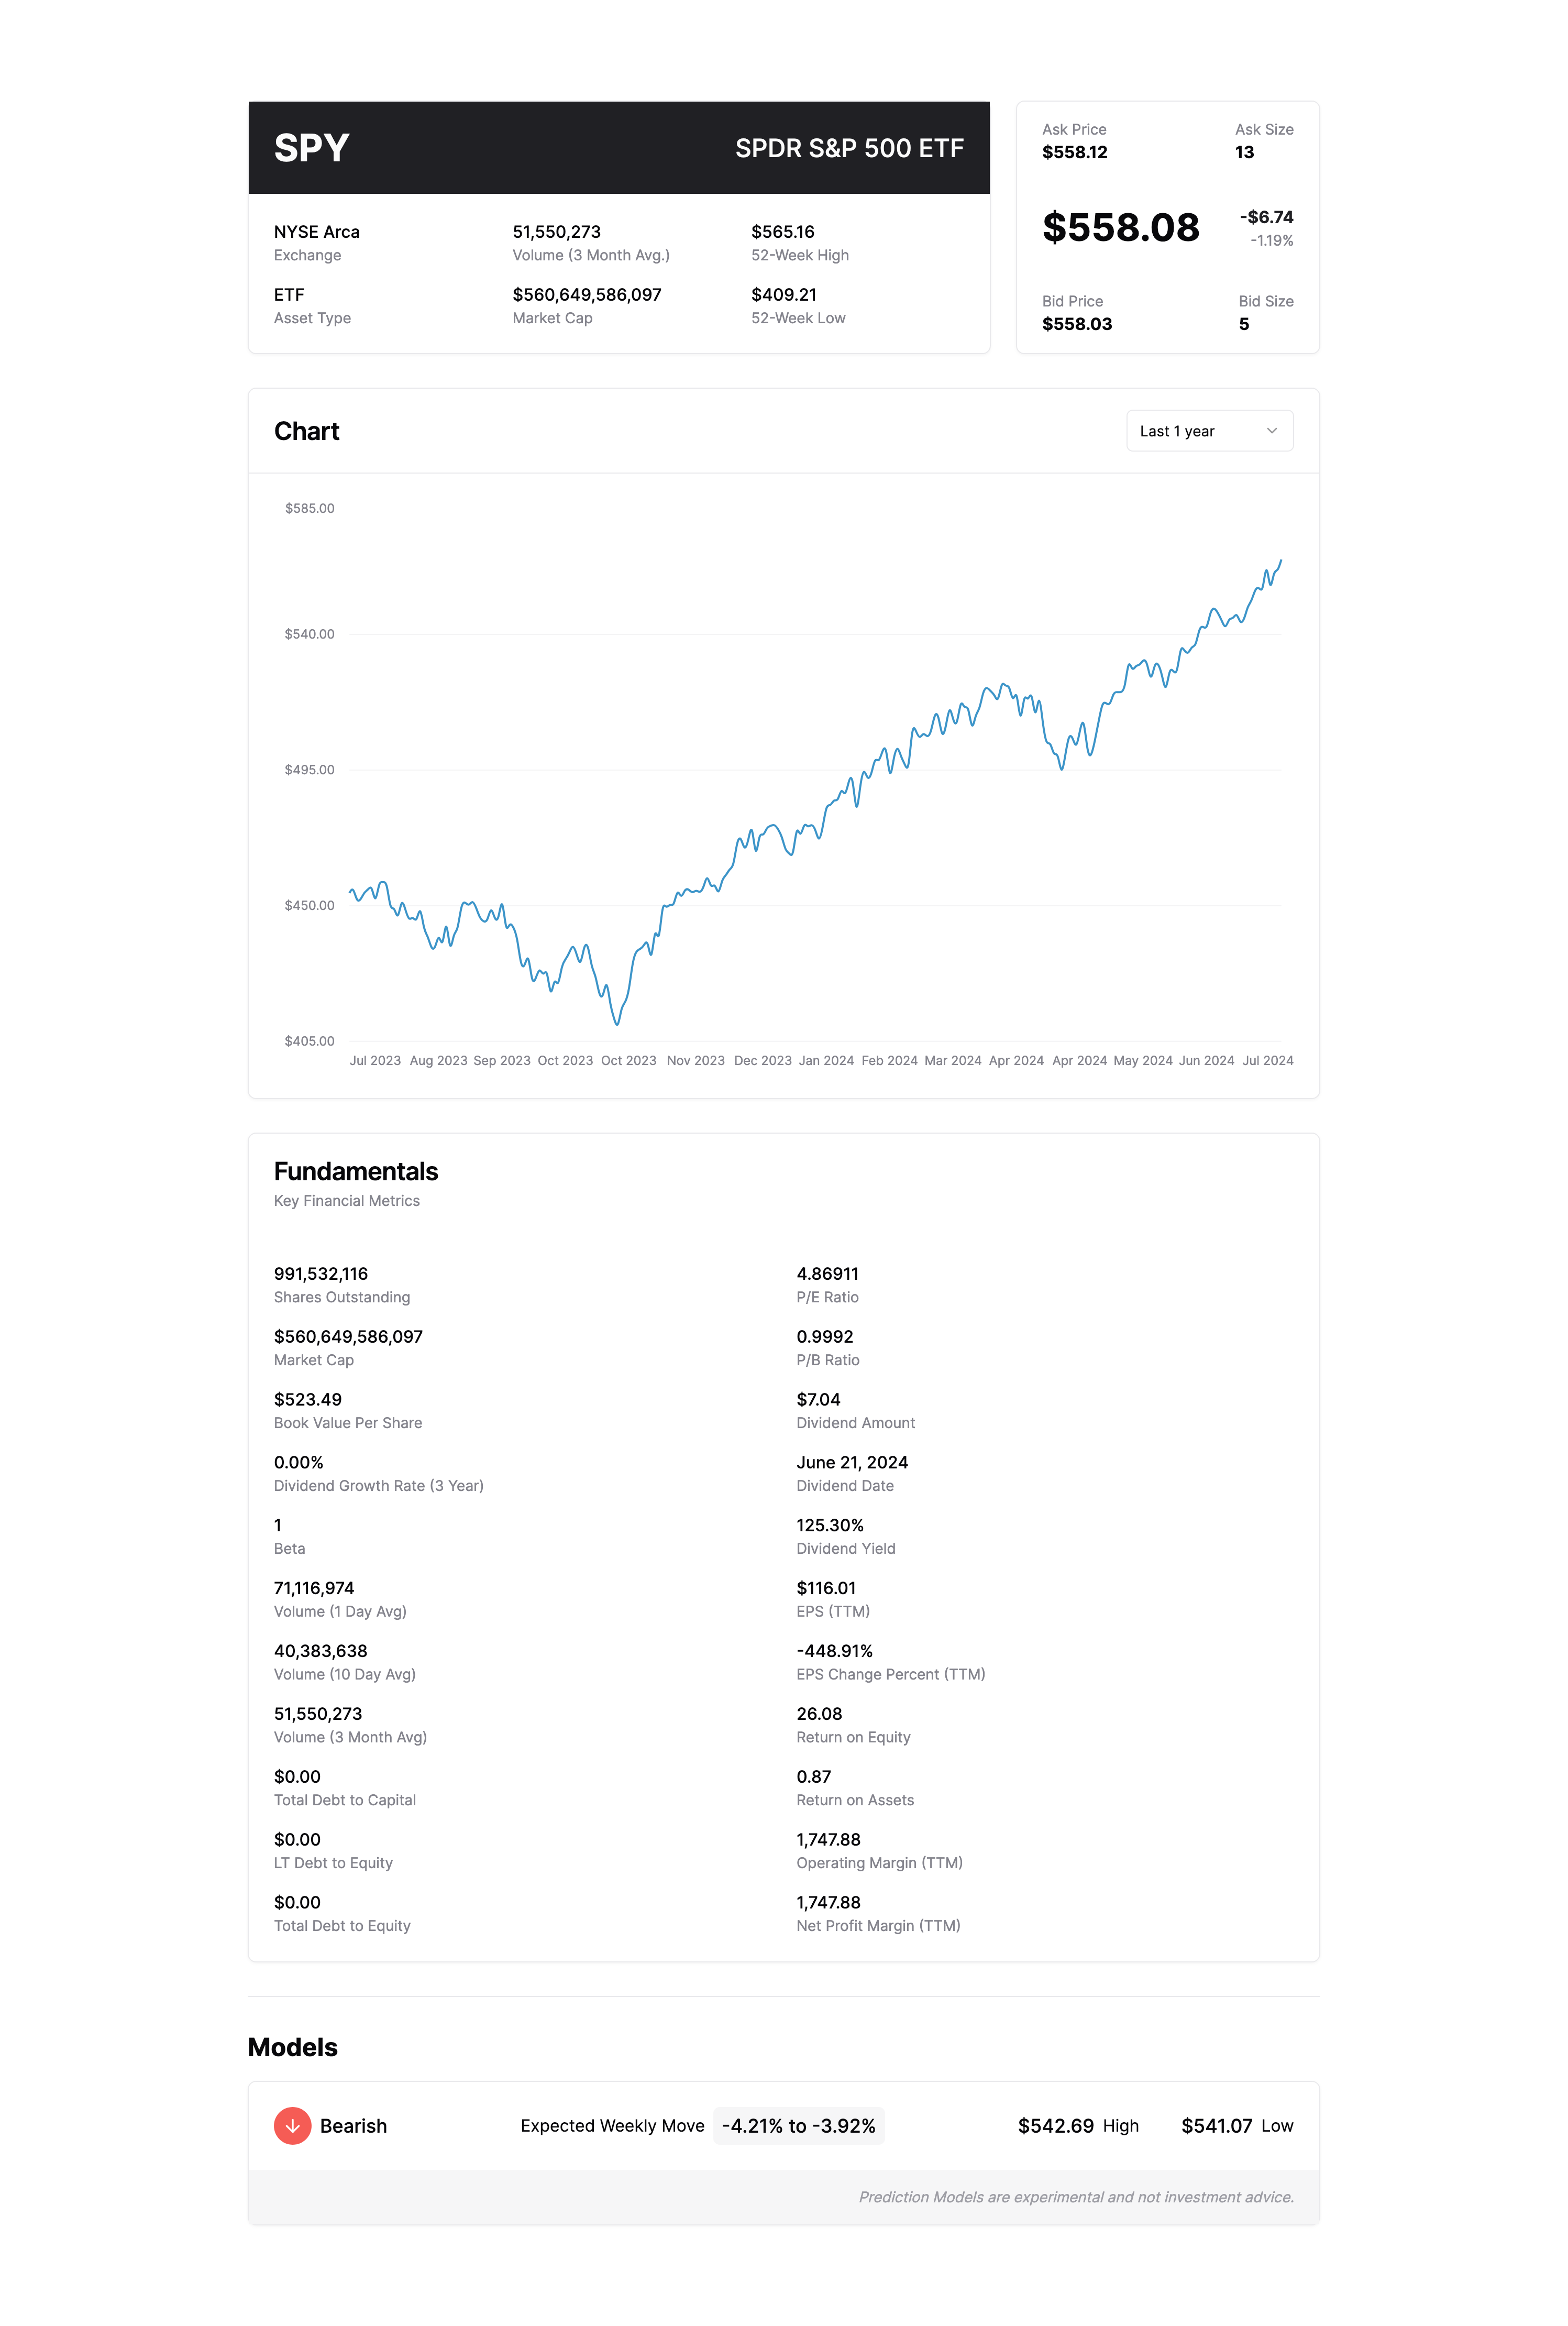 SPY
SPDR S&P 500 ETF
NYSE Arca
Exchange
51,550,273
Volume (3 Month Avg.)
$565.16
52-Week High
ETF
Asset Type
$560,649,586,097
Market Cap
$409.21
52-Week Low
Ask Price
$558.12
Ask Size
13
$558.08
-$6.74
-1.19%
Bid Price
$558.03
Bid Size
5
Chart
Last 1 year
$585.00
$540.00
$495.00
$450.00
$405.00
Jul 2023 Aug 2023 Sep 2023 Oct 2023 Oct 2023 Nov 2023 Dec 2023 Jan 2024 Feb 2024 Mar 2024 Apr 2024 Apr 2024 May 2024 Jun 2024 Jul 2024
Fundamentals
Key Financial Metrics
991,532,116
Shares Outstanding
4.86911
P/E Ratio
$560,649,586,097
Market Cap
0.9992
P/B Ratio
$523.49
Book Value Per Share
$7.04
Dividend Amount
0.00%
Dividend Growth Rate (3 Year)
June 21, 2024
Dividend Date
1
Beta
125.30%
Dividend Yield
71,116,974
Volume (1 Day Avg)
$116.01
EPS (TTM)
40,383,638
Volume (10 Day Avg)
-448.91%
EPS Change Percent (TTM)
51,550,273
Volume (3 Month Avg)
26.08
Return on Equity
$0.00
Total Debt to Capital
0.87
Return on Assets
$0.00
LT Debt to Equity
1,747.88
Operating Margin (TTM)
$0.00
Total Debt to Equity
1,747.88
Net Profit Margin (TTM)
Models
Bearish
Expected Weekly Move -4.21% to -3.92%
$542.69 High
$541.07 Low
Prediction Models are experimental and not investment advice.